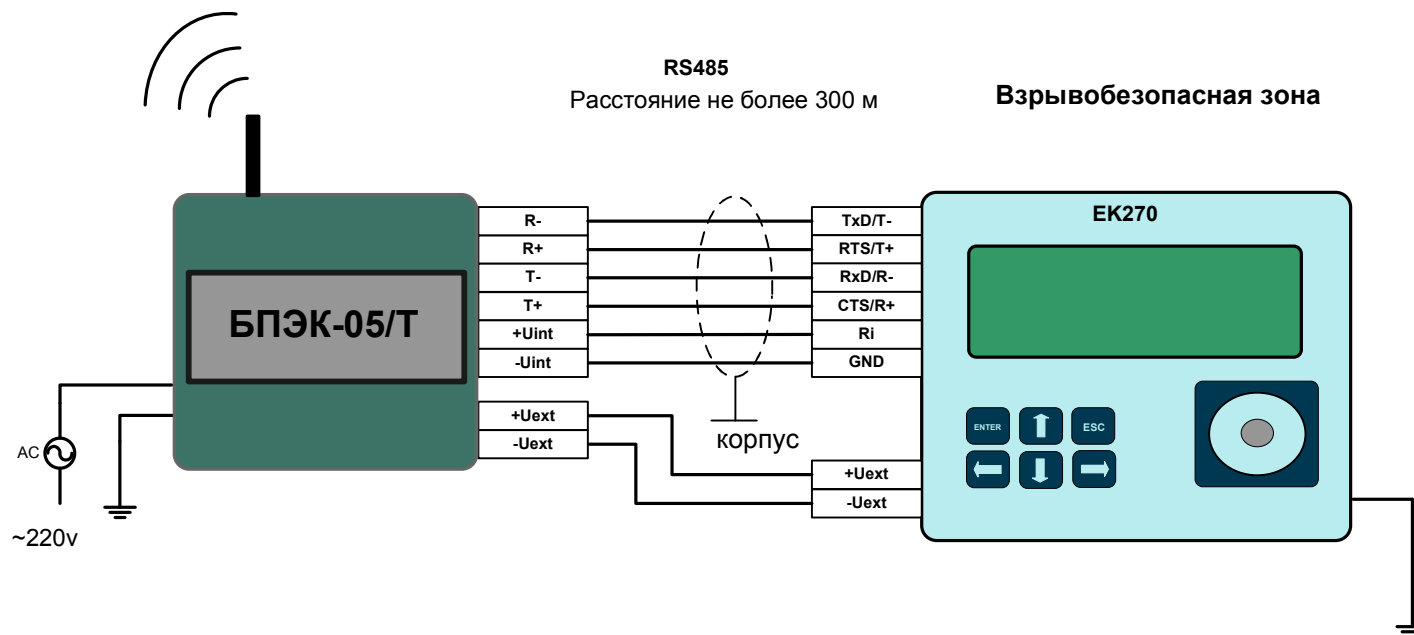 RS485
Расстояние не более 300 м
Взрывобезопасная зона
EK270
БПЭК-05/Т
R-
R+
T-
T+
+Uint
-Uint
+Uext
-Uext
TxD/T-
RTS/T+
RxD/R-
CTS/R+
Ri
GND
+Uext
-Uext
корпус
ENTER
ESC
AC
~220v